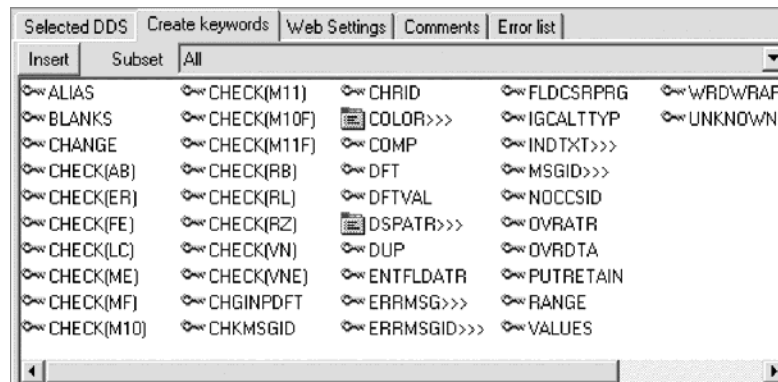 Selected DDS Create keywords Web Settings Comments Error list
Insert Subset All
ALIAS CHECK(M11) CHRID FLDCSRPRG WRDWRAP
BLANKS CHECK(M10F) COLOR>>> IGCALTTYP UNKNOWN
CHANGE CHECK(M11F) COMP INDTXT>>>
CHECK(AB) CHECK(RB) DFT MSGID>>>
CHECK(ER) CHECK(RL) DFTVAL NOCCSID
CHECK(FE) CHECK(RZ) DSPATR>>> OVRATR
CHECK(LC) CHECK(VN) DUP OVRDTA
CHECK(ME) CHECK(VNE) ENTFLDATR PUTRETAIN
CHECK(MF) CHGINPDFT ERRMSG>>> RANGE
CHECK(M10) CHKMSGID ERRMSGID>>> VALUES